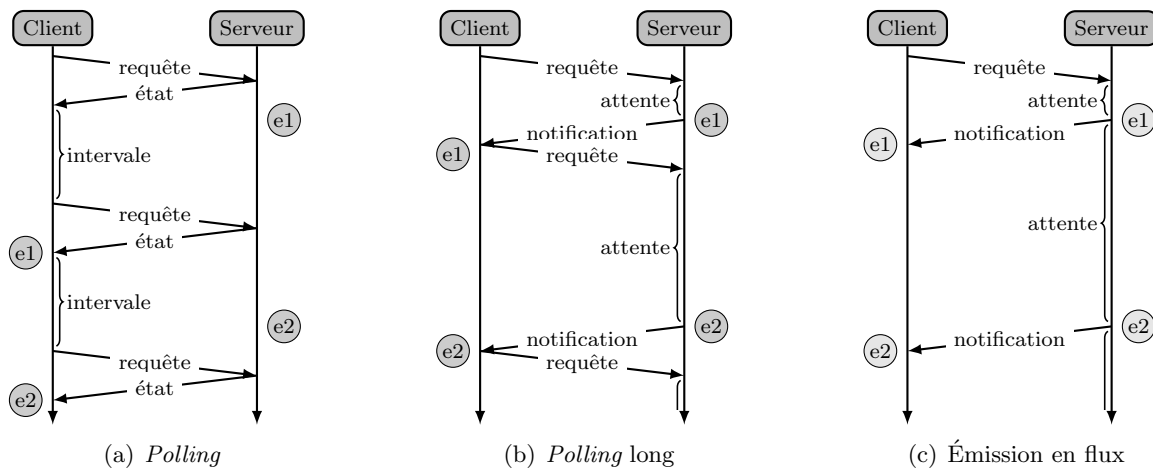 Client
Serveur
requête
état
e1
intervale
requête
état
e1
intervale
e2
requête
état
e2
(a) Polling
Client
Serveur
requête
attente
e1
notification
e1
requête
attente
notification
e2
e2
requête
(b) Polling long
Client
Serveur
requête
attente
e1
notification
e1
attente
e2
notification
e2
(c) Émission en flux